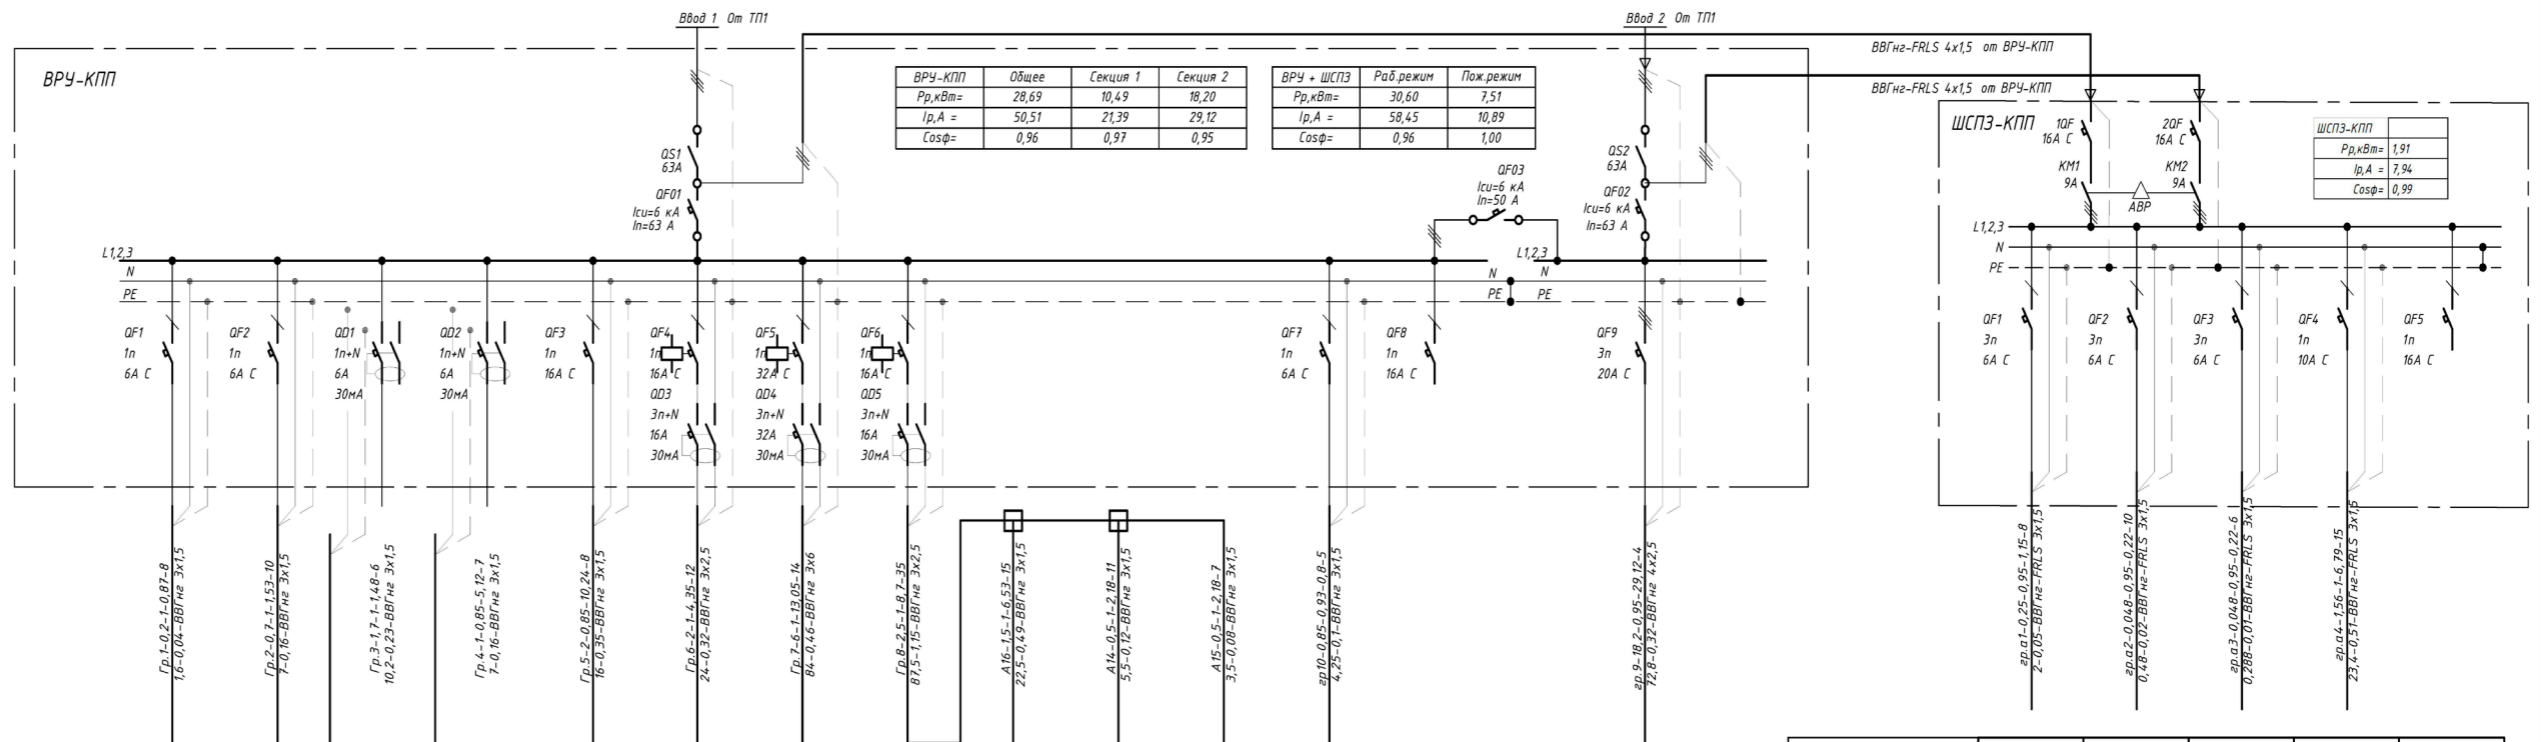 Ввод 1 От ТП1
Ввод 2 От ТП1
ВВГнг-FRLS 4х1,5 от ВРУ-КПП
ВВГнг-FRLS 4х1,5 от ВРУ-КПП
ВРУ-КПП
ВРУ-КПП Общее Секция 1 Секция 2
Рр,кВт= 28,69 10,49 18,20
Iр,А = 50,51 21,39 29,12
Cosφ= 0,96 0,97 0,95
ВРУ + ШСПЗ Раб.режим Пож.режим
Рр,кВт= 30,60 7,51
Iр,А = 58,45 10,89
Cosφ= 0,96 1,00
QS1
63А
QF01
Icu=6 кА
In=63 А
QF03
Icu=6 кА
In=50 А
QS2
63А
QF02
Icu=6 кА
In=63 А
L1,2,3
N
PE
L1,2,3
N N
PE PE
QF1
1п
6А С
QF2
1п
6А С
QD1
1п+N
6А
30мА
QD2
1п+N
6А
30мА
QF3
1п
16А С
QF4
1п
16А С
QD3
3п+N
16А
30мА
QF5
1п
32А С
QD4
3п+N
32А
30мА
QF6
1п
16А С
QD5
3п+N
16А
30мА
QF7
1п
6А С
QF8
1п
16А С
QF9
3п
20А С
Гр.1-0,2-1-0,87-8
1,6-0,04-ВВГнг 3х1,5
Гр.2-0,7-1-1,53-10
7-0,16-ВВГнг 3х1,5
Гр.3-1,7-1-1,48-6
10,2-0,23-ВВГнг 3х1,5
Гр.4-1-0,85-5,12-7
7-0,16-ВВГнг 3х1,5
Гр.5-2-0,85-10,24-8
16-0,35-ВВГнг 3х1,5
Гр.6-2-1-4,35-12
24-0,32-ВВГнг 3х2,5
Гр.7-6-1-13,05-14
84-0,46-ВВГнг 3х6
Гр.8-2,5-1-8,7-35
87,5-1,15-ВВГнг 3х2,5
А16-1,5-1-6,53-15
22,5-0,49-ВВГнг 3х1,5
А14-0,5-1-2,18-11
5,5-0,12-ВВГнг 3х1,5
А15-0,5-1-2,18-7
3,5-0,08-ВВГнг 3х1,5
гр10-0,85-0,93-0,8-5
4,25-0,1-ВВГнг 3х1,5
гр.9-18,2-0,95-29,12-4
72,8-0,32-ВВГнг 4х2,5
ШСПЗ-КПП
1QF
16А С
КМ1
9А
2QF
16А С
КМ2
9А
АВР
ШСПЗ-КПП
Рр,кВт= 1,91
Iр,А = 7,94
Cosφ= 0,99
L1,2,3
N
PE
QF1
3п
6А С
QF2
3п
6А С
QF3
3п
6А С
QF4
1п
10А С
QF5
1п
16А С
гр.а1-0,25-0,95-1,15-8
2-0,05-ВВГнг-FRLS 3х1,5
гр.а2-0,048-0,95-0,22-10
0,48-0,02-ВВГнг-FRLS 3х1,5
гр.а3-0,048-0,95-0,22-6
0,288-0,01-ВВГнг-FRLS 3х1,5
гр.а4-1,56-1-6,79-15
23,4-0,51-ВВГнг-FRLS 3х1,5